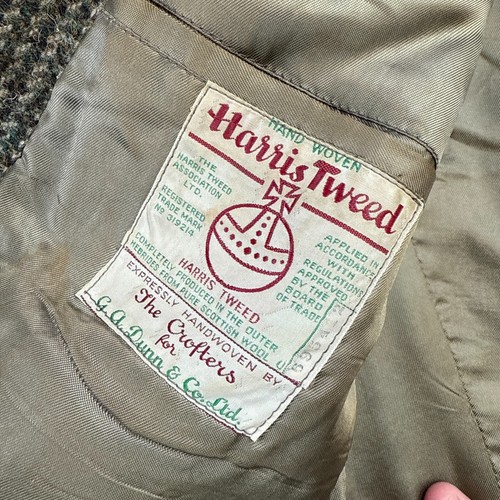 HAND WOVEN
Harris Tweed
THE
HARRIS TWEED
ASSOCIATION
LTD.
REGISTERED
TRADE MARK
No 319214
APPLIED IN
ACCORDANCE
WITH
REGULATIONS
APPROVED
BY THE
BOARD
OF TRADE
HARRIS TWEED
COMPLETELY PRODUCED IN THE OUTER
HEBRIDES FROM PURE SCOTTISH WOOL
EXPRESSLY HANDWOVEN BY
The Crofters
for
G.A. Dunn & Co. Ltd.